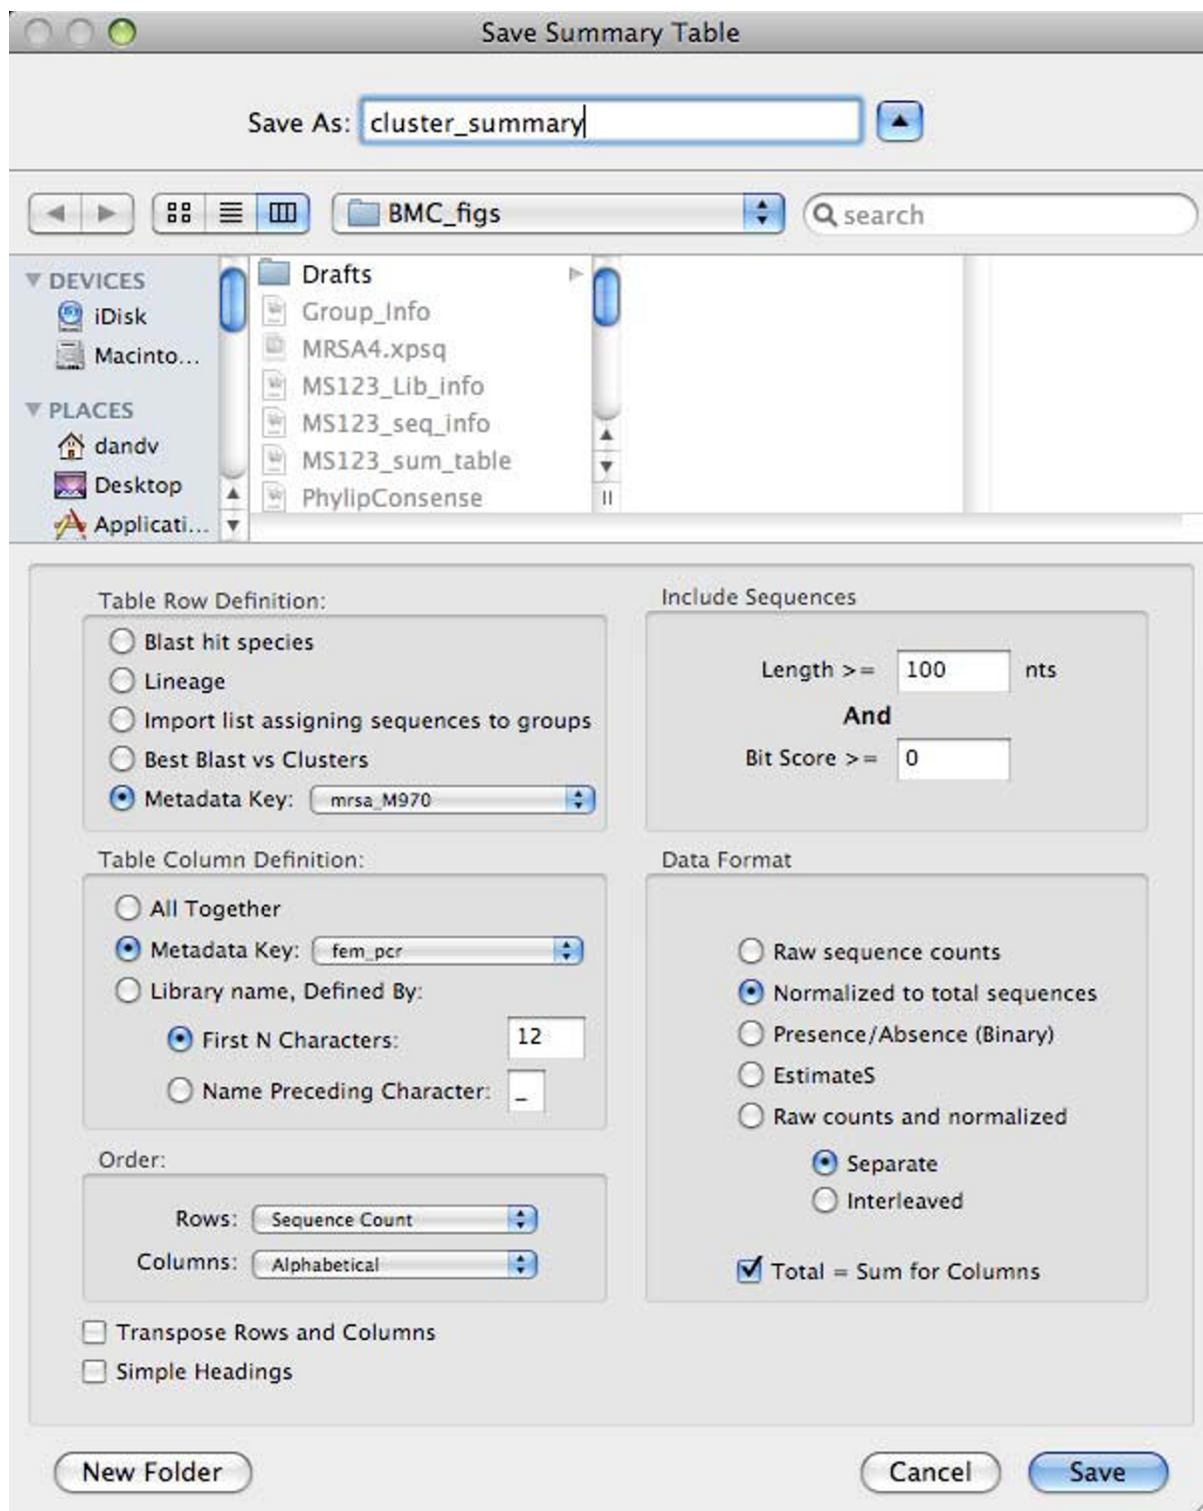 Save Summary Table
Save As: cluster_summary
BMC_figs
search
DEVICES
iDisk
Macinto...
PLACES
dandv
Desktop
Applicati...
Drafts
Group_Info
MRSA4.xpsq
MS123_Lib_info
MS123_seq_info
MS123_sum_table
PhylipConsense
Table Row Definition:
Blast hit species
Lineage
Import list assigning sequences to groups
Best Blast vs Clusters
Metadata Key: mrsa_M970
Include Sequences
Length >= 100 nts
And
Bit Score >= 0
Table Column Definition:
All Together
Metadata Key: fem_pcr
Library name, Defined By:
First N Characters: 12
Name Preceding Character: _
Data Format
Raw sequence counts
Normalized to total sequences
Presence/Absence (Binary)
EstimateS
Raw counts and normalized
Separate
Interleaved
Total = Sum for Columns
Order:
Rows: Sequence Count
Columns: Alphabetical
Transpose Rows and Columns
Simple Headings
New Folder
Cancel
Save